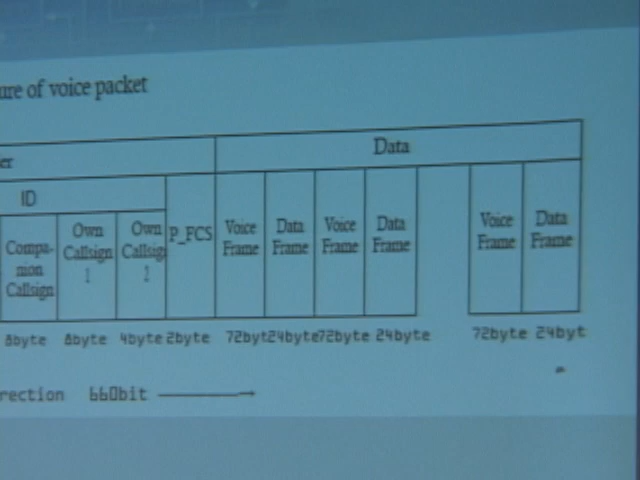 ure of voice packet
er
Data
ID
Compa-
nion
Callsign
Own
Callsign
1
Own
Callsig
2
P_FCS
Voice
Frame
Data
Frame
Voice
Frame
Data
Frame
Voice
Frame
Data
Frame
8byte 8byte 4byte 2byte 72byt24byte72byte 24byte 72byte 24byt
rection 660bit